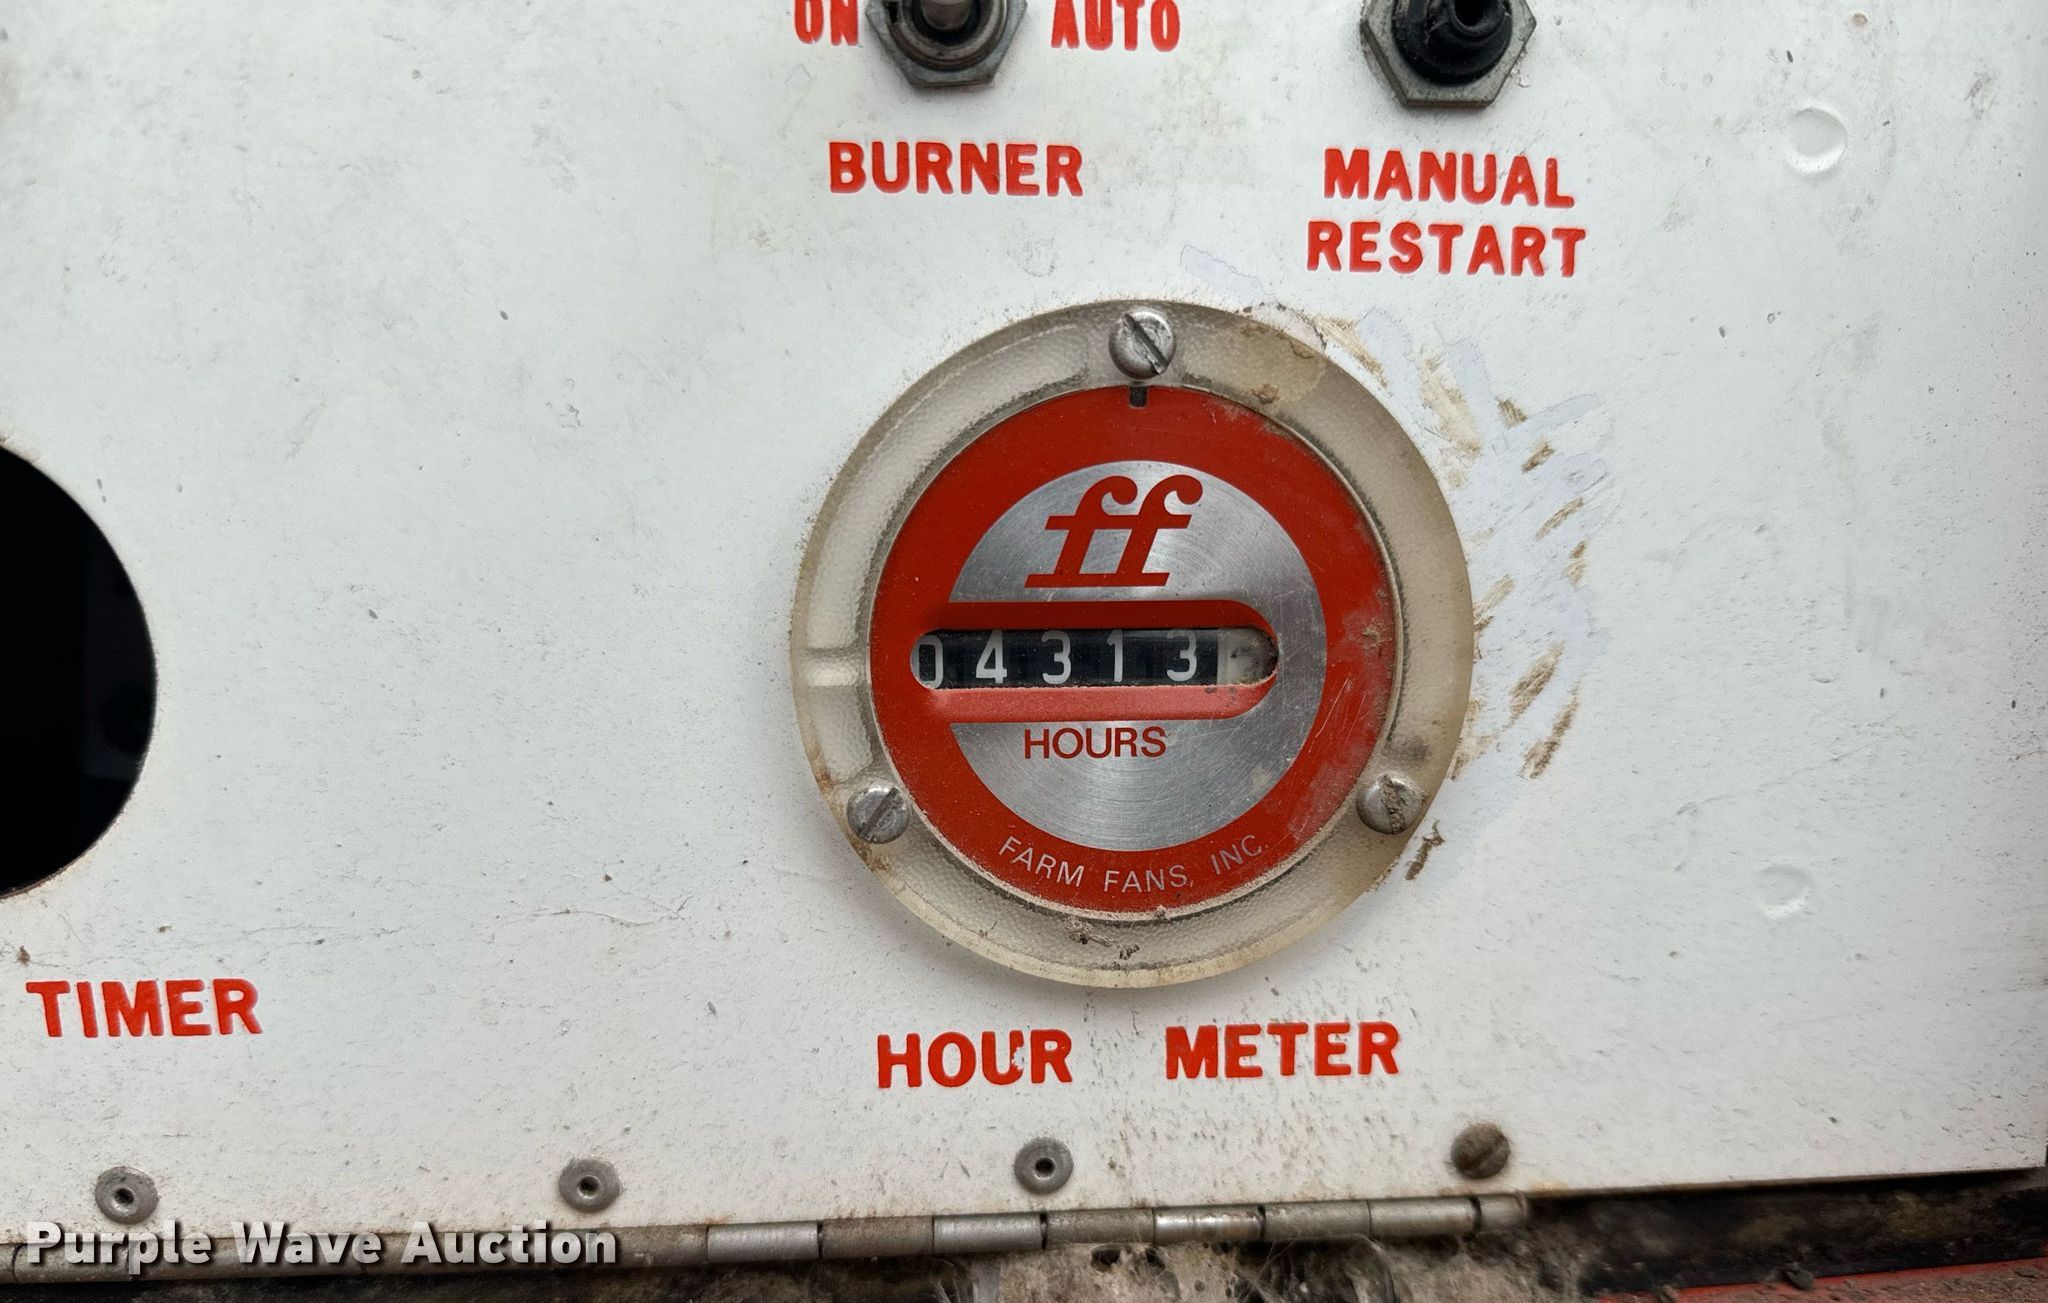 ON AUTO
BURNER
MANUAL
RESTART
ff
04313
HOURS
FARM FANS, INC.
TIMER
HOUR METER
Purple Wave Auction